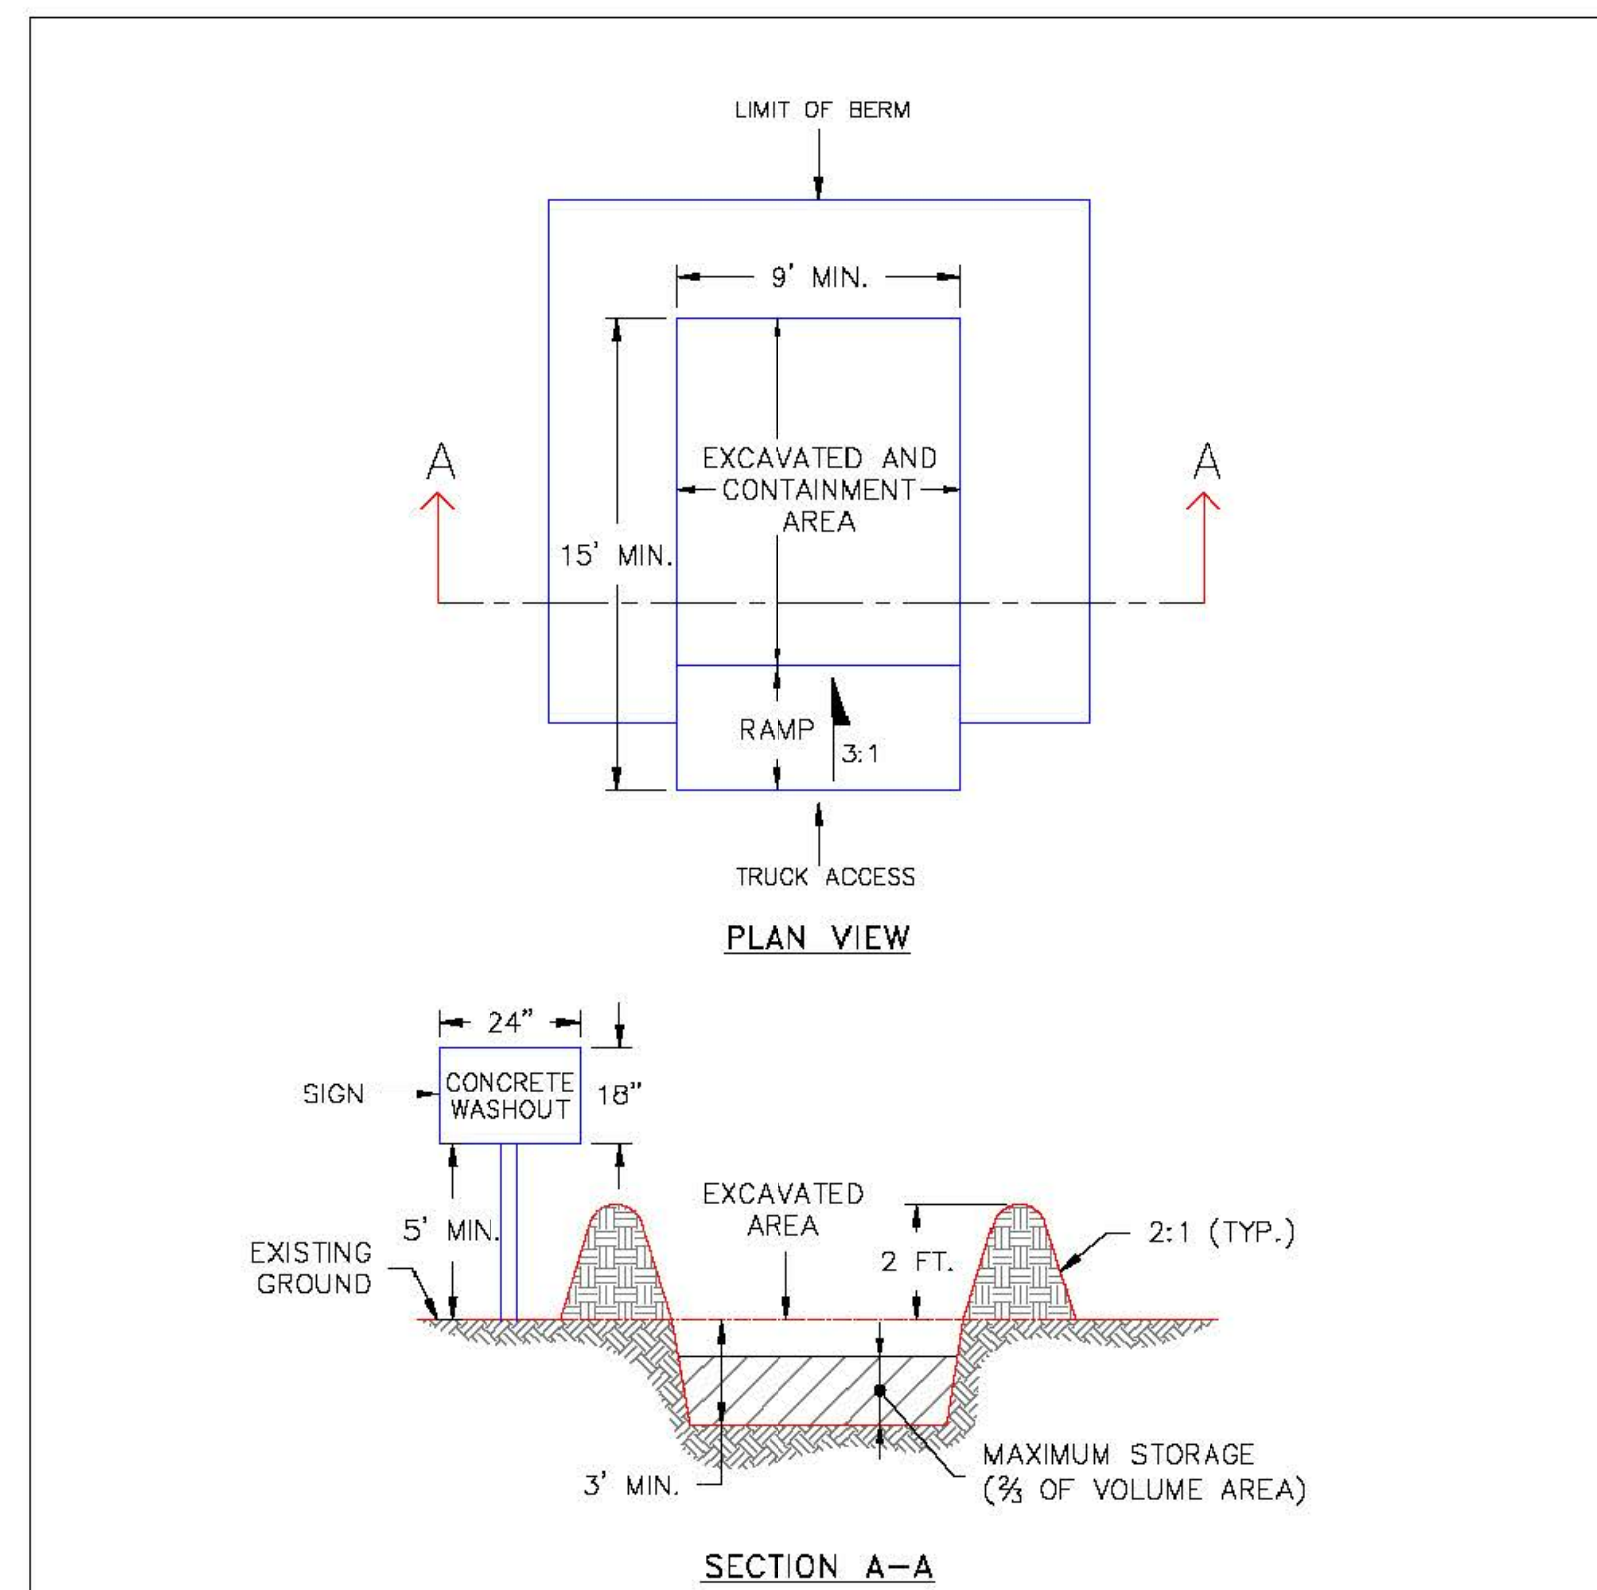 LIMIT OF BERM
9' MIN.
A
A
EXCAVATED AND
CONTAINMENT
AREA
15' MIN.
RAMP
3:1
TRUCK ACCESS
PLAN VIEW
24"
SIGN
CONCRETE
WASHOUT
18"
EXCAVATED
AREA
5' MIN.
EXISTING
GROUND
2 FT.
2:1 (TYP.)
3' MIN.
MAXIMUM STORAGE
(⅔ OF VOLUME AREA)
SECTION A-A